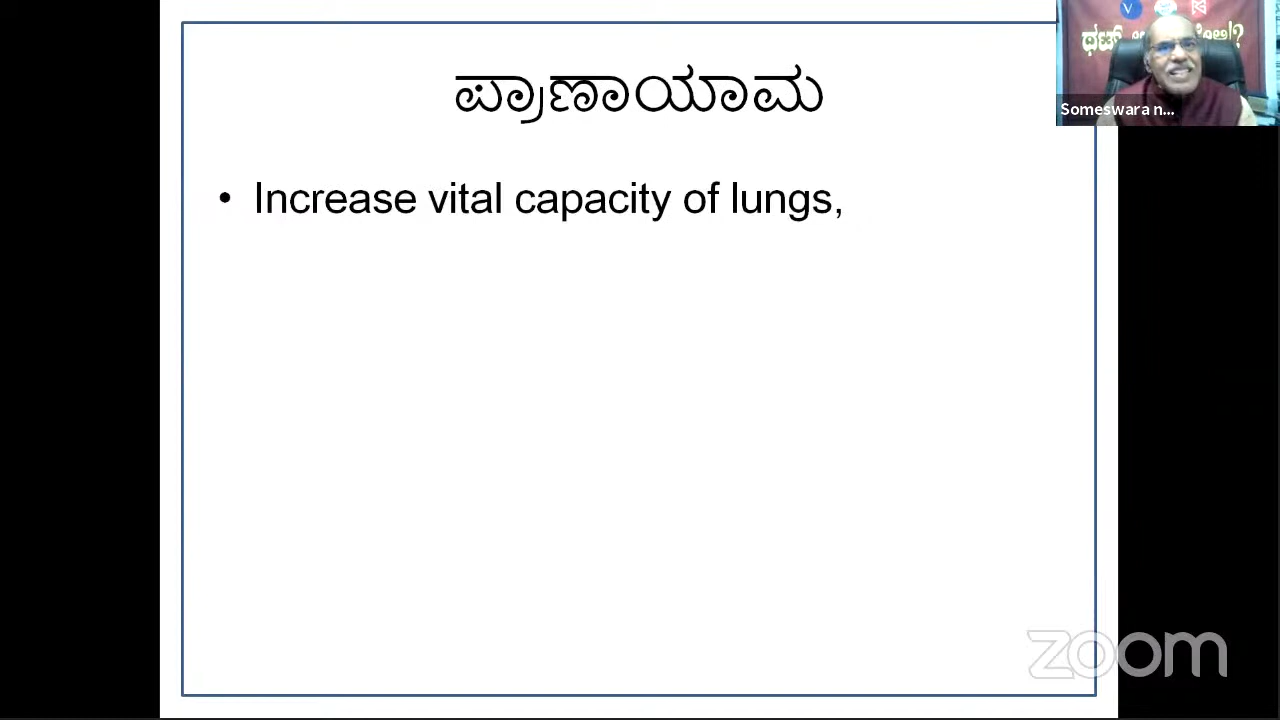 ಪ್ರಾಣಾಯಾಮ
• Increase vital capacity of lungs,
Someswara n...
zoom